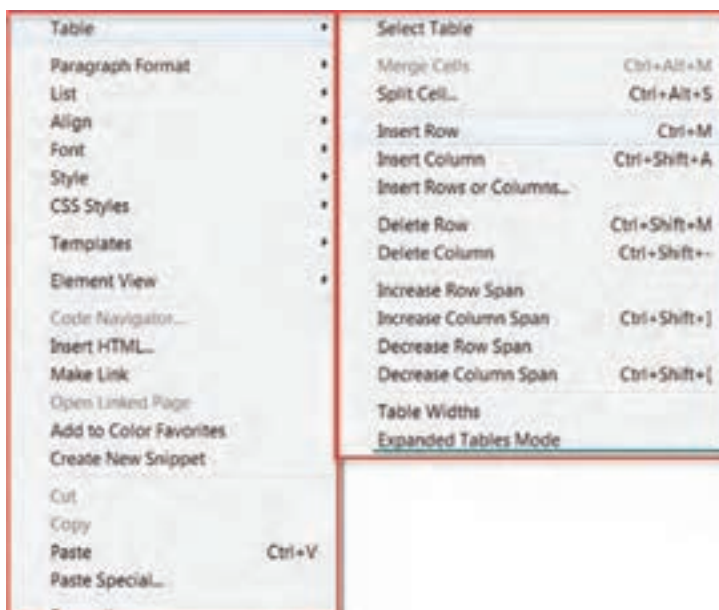 Table
Paragraph Format
List
Align
Font
Style
CSS Styles
Templates
Element View
Code Navigator...
Insert HTML...
Make Link
Open Linked Page
Add to Color Favorites
Create New Snippet
Cut
Copy
Paste Ctrl+V
Paste Special...
Select Table
Merge Cells Ctrl+Alt+M
Split Cell... Ctrl+Alt+S
Insert Row Ctrl+M
Insert Column Ctrl+Shift+A
Insert Rows or Columns...
Delete Row Ctrl+Shift+M
Delete Column Ctrl+Shift+-
Increase Row Span
Increase Column Span Ctrl+Shift+]
Decrease Row Span
Decrease Column Span Ctrl+Shift+[
Table Widths
Expanded Tables Mode